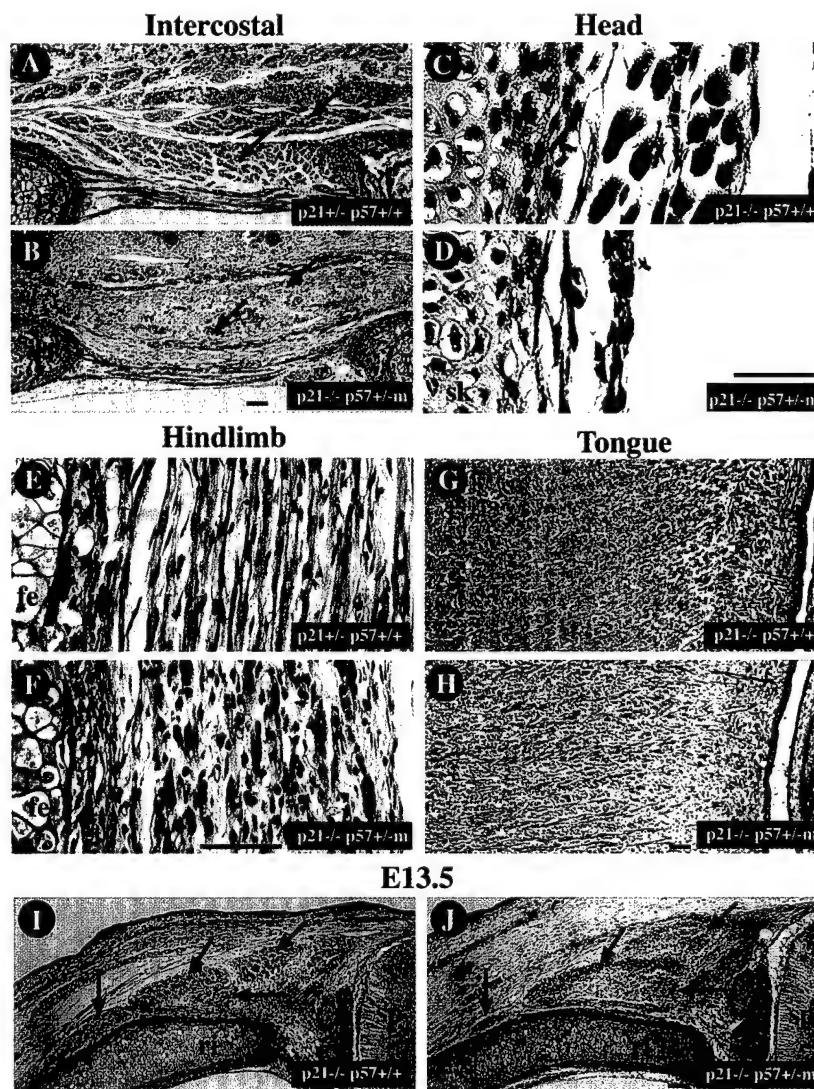 Intercostal
Head
A
p21+/- p57+/+
C
p21-/- p57+/+
B
p21-/- p57+/-m
D
sk
p21-/- p57+/-m
Hindlimb
Tongue
E
fe
p21+/- p57+/+
G
p21-/- p57+/+
F
fe
p21-/- p57+/-m
H
p21-/- p57+/-m
E13.5
I
p21-/- p57+/+
J
p21-/- p57+/-m